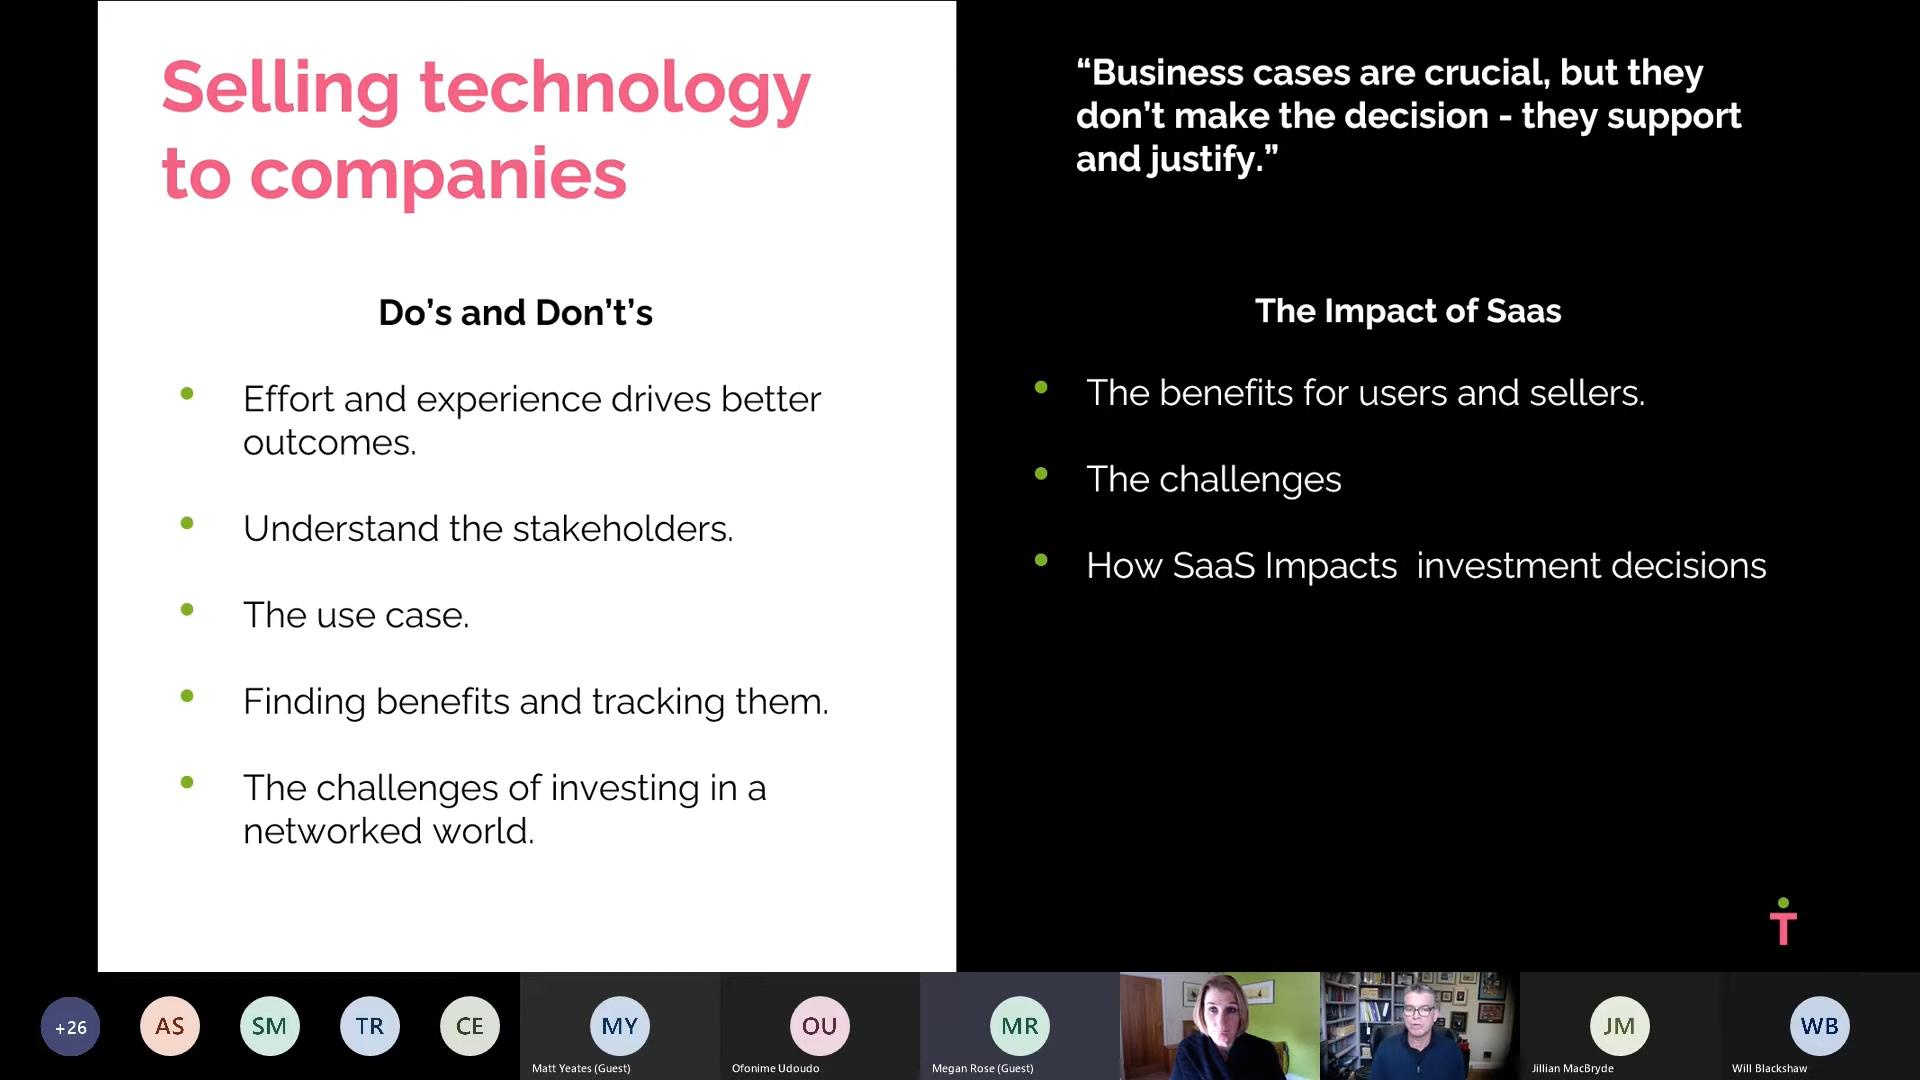 Selling technology
to companies
Do’s and Don’t’s
Effort and experience drives better
outcomes.
Understand the stakeholders.
The use case.
Finding benefits and tracking them.
The challenges of investing in a
networked world.
“Business cases are crucial, but they
don’t make the decision - they support
and justify.”
The Impact of Saas
The benefits for users and sellers.
The challenges
How SaaS Impacts  investment decisions
T
+26
AS
SM
TR
CE
MY
Matt Yeates (Guest)
OU
Ofonime Udoudo
MR
Megan Rose (Guest)
JM
Jillian MacBryde
WB
Will Blackshaw